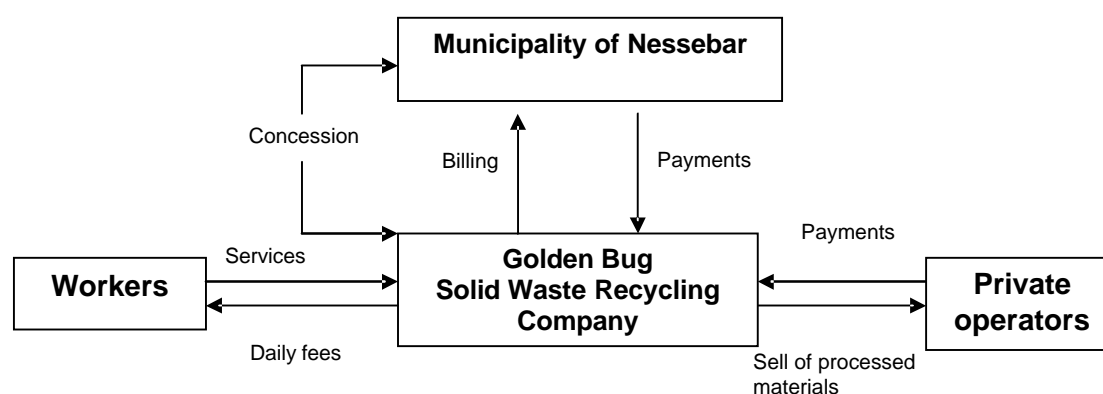 Municipality of Nessebar
Concession
Billing
Payments
Payments
Services
Golden Bug
Solid Waste Recycling
Company
Workers
Private
operators
Daily fees
Sell of processed
materials